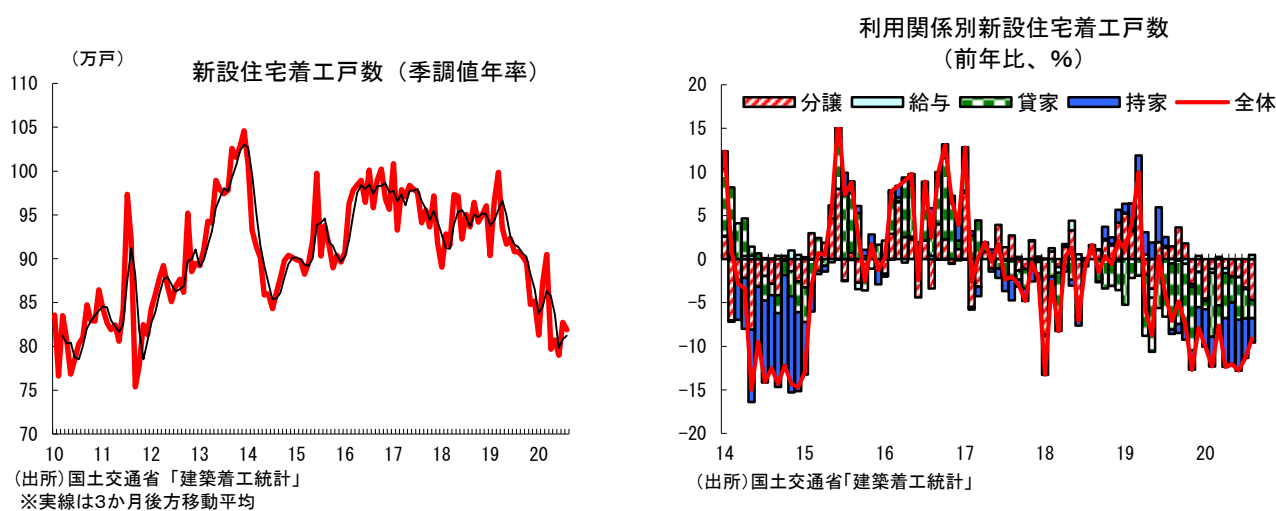 新設住宅着工戸数（季調値年率）
（万戸）
110
105
100
95
90
85
80
75
70
10 11 12 13 14 15 16 17 18 19 20
（出所）国土交通省「建築着工統計」
※実線は3か月後方移動平均
利用関係別新設住宅着工戸数
（前年比、%）
分譲 給与 貸家 持家 全体
20
15
10
5
0
-5
-10
-15
-20
14 15 16 17 18 19 20
（出所）国土交通省「建築着工統計」